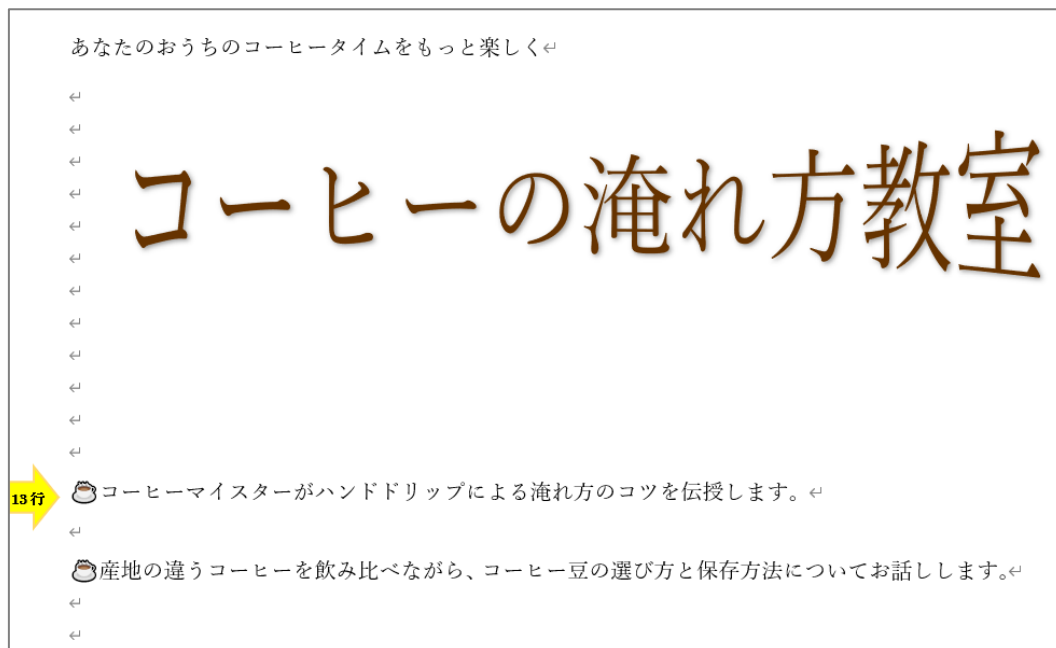 あなたのおうちのコーヒータイムをもっと楽しく
コーヒーの淹れ方教室
13行
コーヒーマイスターがハンドドリップによる淹れ方のコツを伝授します。
産地の違うコーヒーを飲み比べながら、コーヒー豆の選び方と保存方法についてお話しします。